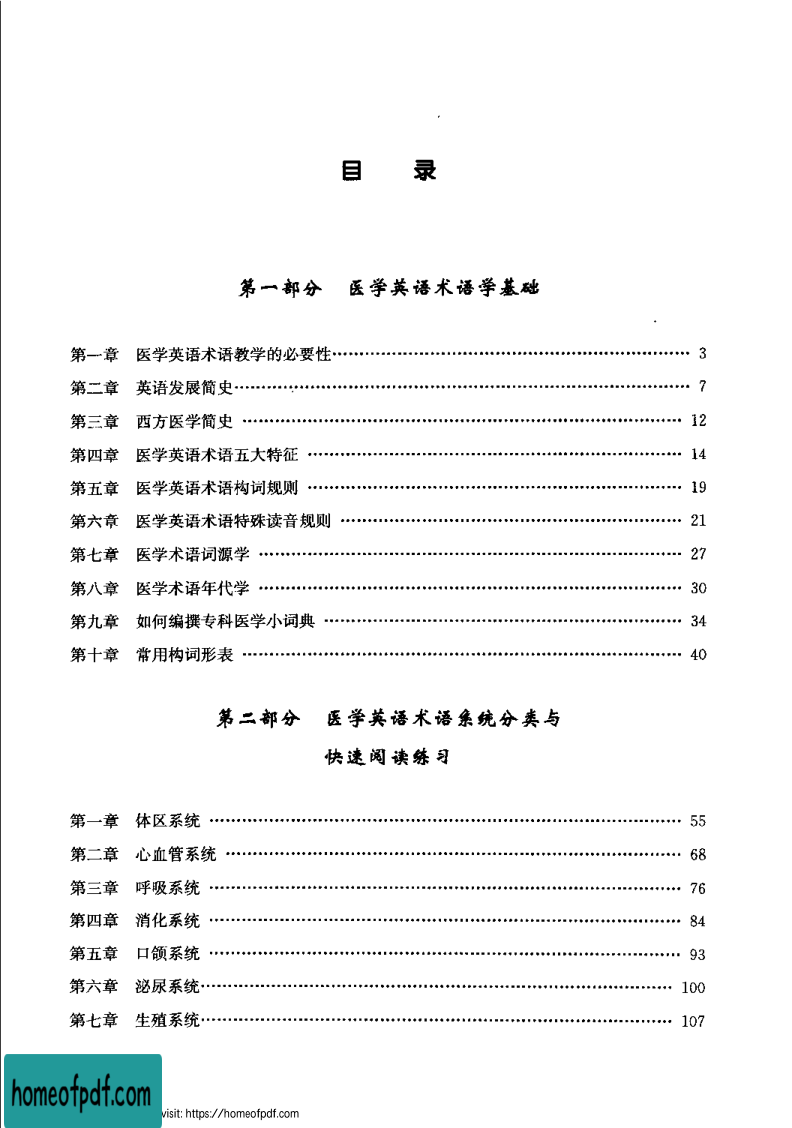 目 录
第一部分 医学英语术语学基础
第一章 医学英语术语教学的必要性………………………………………………………… 3
第二章 英语发展简史………………………………………………………………………… 7
第三章 西方医学简史 ……………………………………………………………………… 12
第四章 医学英语术语五大特征 …………………………………………………………… 14
第五章 医学英语术语构词规则 …………………………………………………………… 19
第六章 医学英语术语特殊读音规则 ……………………………………………………… 21
第七章 医学术语词源学 …………………………………………………………………… 27
第八章 医学术语年代学 …………………………………………………………………… 30
第九章 如何编撰专科医学小词典 ………………………………………………………… 34
第十章 常用构词形表 ……………………………………………………………………… 40
第二部分 医学英语术语系统分类与
快速阅读练习
第一章 体区系统 …………………………………………………………………………… 55
第二章 心血管系统 ………………………………………………………………………… 68
第三章 呼吸系统 …………………………………………………………………………… 76
第四章 消化系统 …………………………………………………………………………… 84
第五章 口颌系统 …………………………………………………………………………… 93
第六章 泌尿系统…………………………………………………………………………… 100
第七章 生殖系统…………………………………………………………………………… 107
homeofpdf.com
visit: https://homeofpdf.com